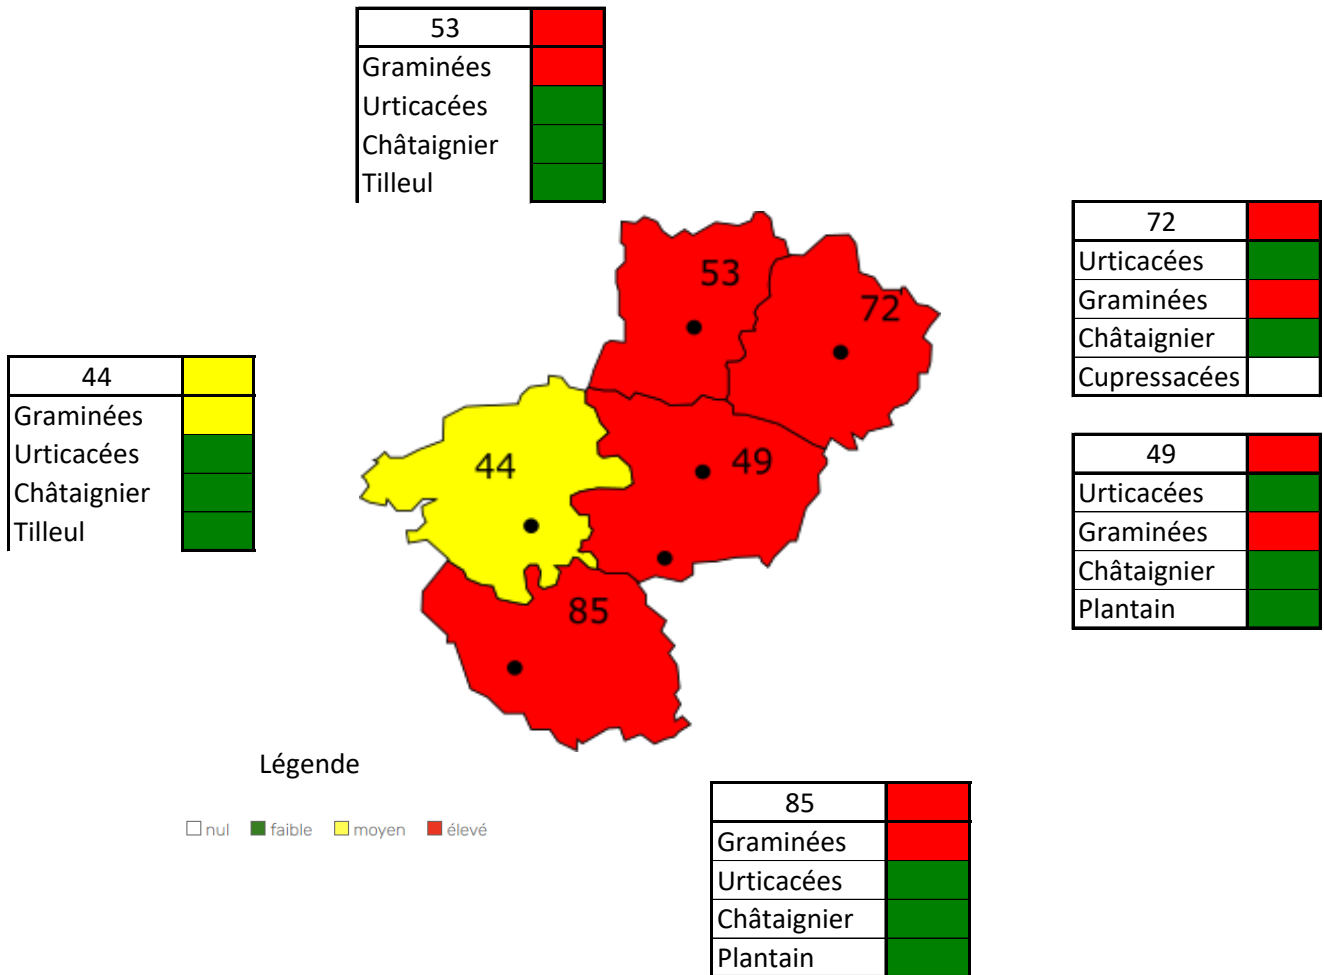 53
Graminées
Urticacées
Châtaignier
Tilleul
72
Urticacées
Graminées
Châtaignier
Cupressacées
53
72
44
Graminées
Urticacées
Châtaignier
Tilleul
44
49
85
49
Urticacées
Graminées
Châtaignier
Plantain
Légende
nul faible moyen élevé
85
Graminées
Urticacées
Châtaignier
Plantain